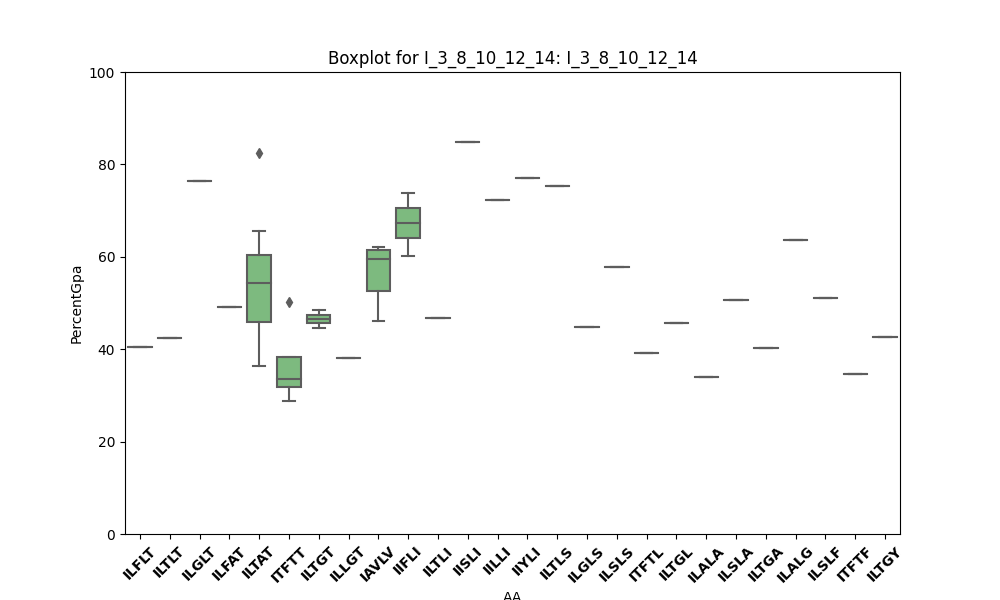 Boxplot for I_3_8_10_12_14: I_3_8_10_12_14
100
80
60
40
20
0
PercentGpa
ILFLT
ILTLT
ILGLT
ILFAT
ILTAT
ITFTT
ILTGT
ILLGT
IAVLV
IIFLI
ILTLI
IISLI
IILLI
IIYLI
ILTLS
ILGLS
ILSLS
ITFTL
ILTGL
ILALA
ILSLA
ILTGA
ILALG
ILSLF
ITFTF
ILTGY
AA